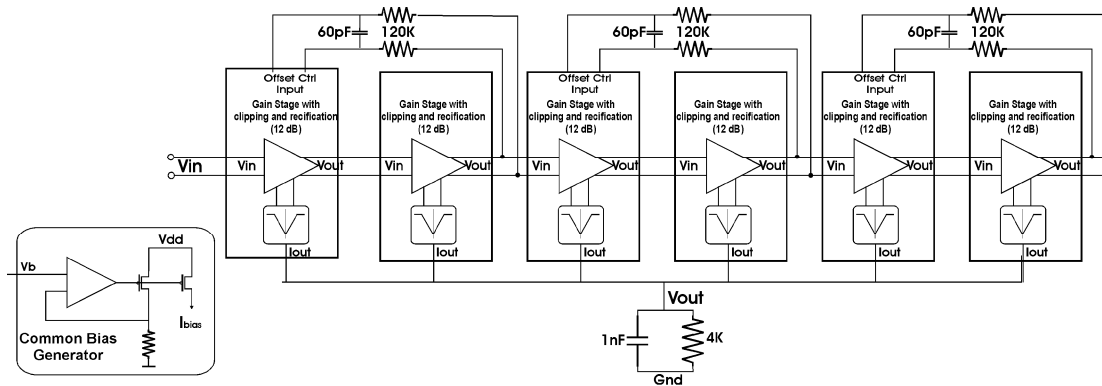 60pF 120K
60pF 120K
60pF 120K
Offset Ctrl
Input
Gain Stage with
clipping and recification
(12 dB)
Vin
Vin
Vout
Iout
Gain Stage with
clipping and recification
(12 dB)
Vin
Vout
Iout
Offset Ctrl
Input
Gain Stage with
clipping and recification
(12 dB)
Vin
Vout
Iout
Gain Stage with
clipping and recification
(12 dB)
Vin
Vout
Iout
Offset Ctrl
Input
Gain Stage with
clipping and recification
(12 dB)
Vin
Vout
Iout
Gain Stage with
clipping and recification
(12 dB)
Vin
Vout
Iout
Vdd
Vb
Ibias
Common Bias
Generator
Vout
1nF
4K
Gnd